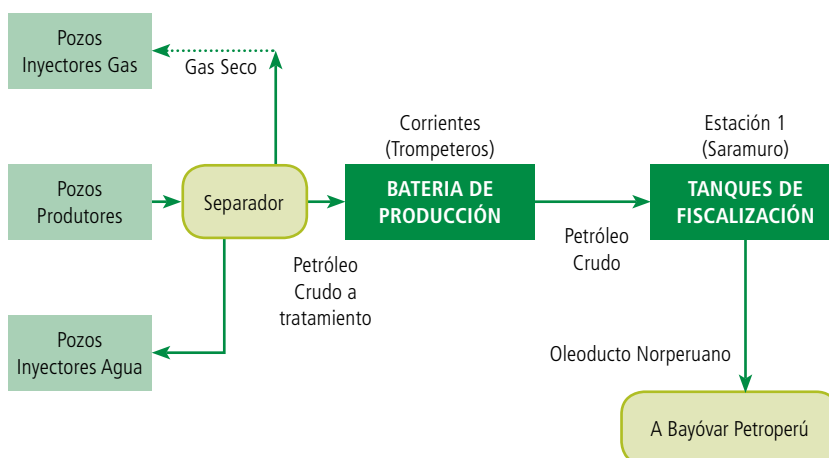 Pozos
Inyectores Gas
Gas Seco
Corrientes
(Trompeteros)
Estación 1
(Saramuro)
Pozos
Produtores
Separador
BATERIA DE
PRODUCCIÓN
TANQUES DE
FISCALIZACIÓN
Petróleo
Crudo a
tratamiento
Petróleo
Crudo
Pozos
Inyectores Agua
Oleoducto Norperuano
A Bayóvar Petroperú